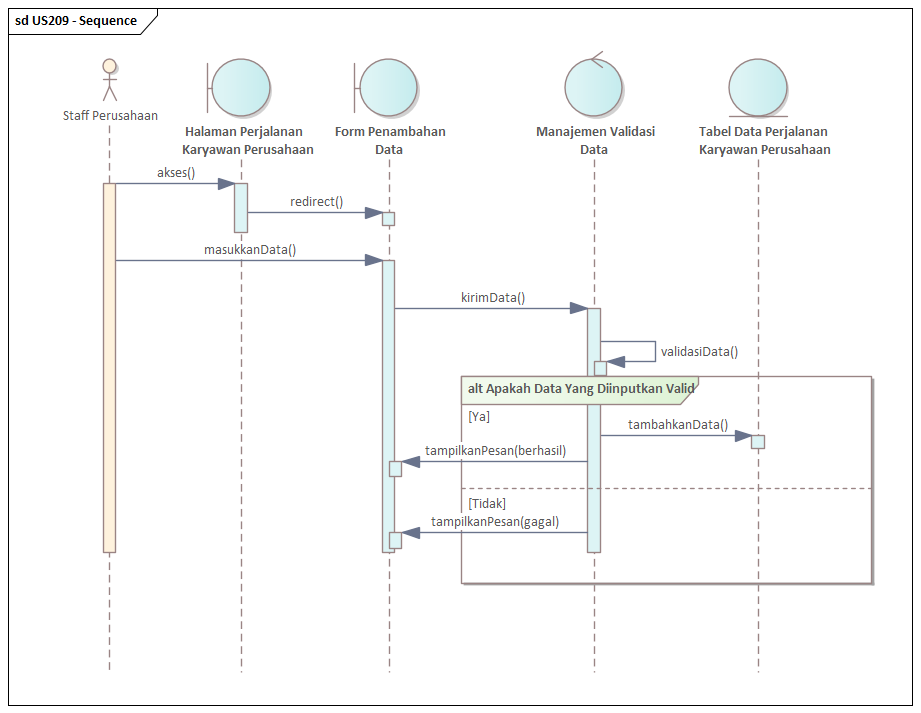 sd US209 - Sequence
Staff Perusahaan
Halaman Perjalanan
Karyawan Perusahaan
Form Penambahan
Data
Manajemen Validasi
Data
Tabel Data Perjalanan
Karyawan Perusahaan
akses()
redirect()
masukkanData()
kirimData()
validasiData()
alt Apakah Data Yang Diinputkan Valid
[Ya]
tambahkanData()
tampilkanPesan(berhasil)
[Tidak]
tampilkanPesan(gagal)